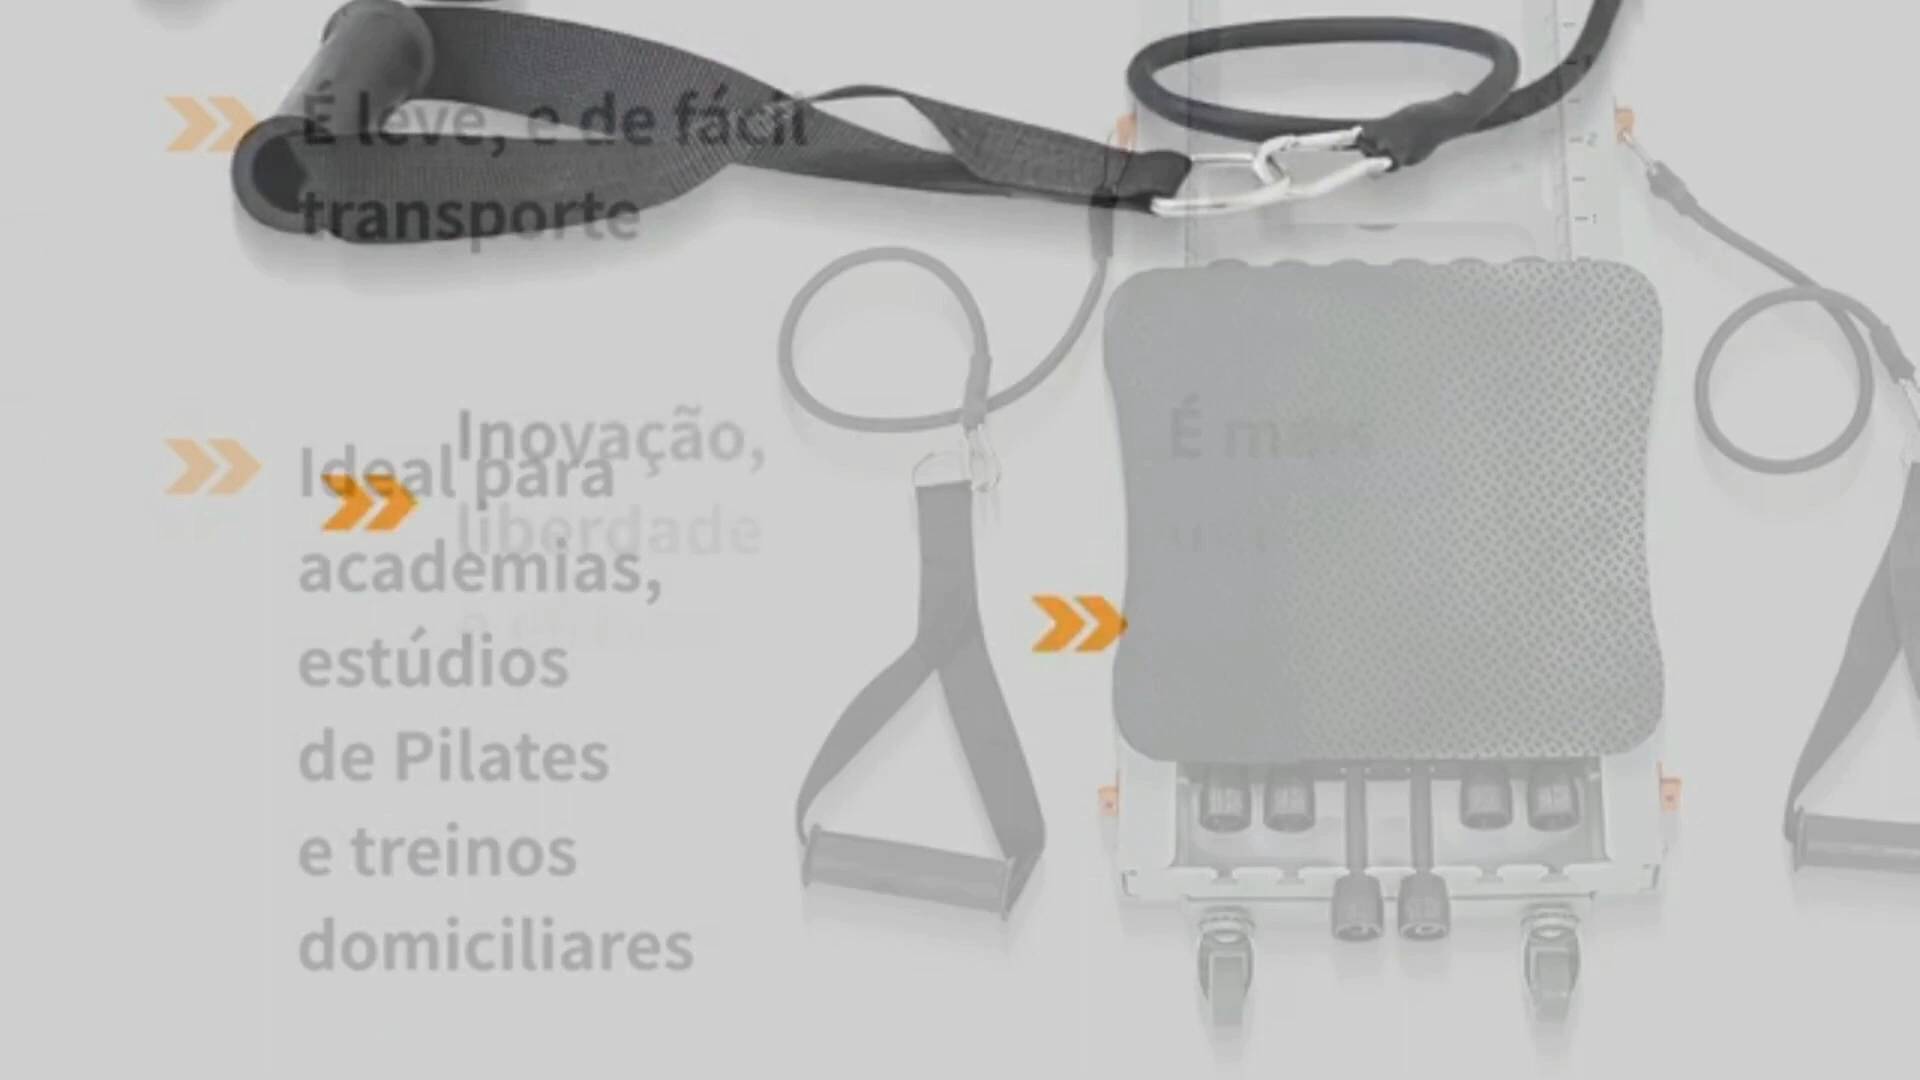 É leve, e de fácil
transporte
Ideal para
academias,
estúdios
de Pilates
e treinos
domiciliares
Inovação,
liberdade
É mais